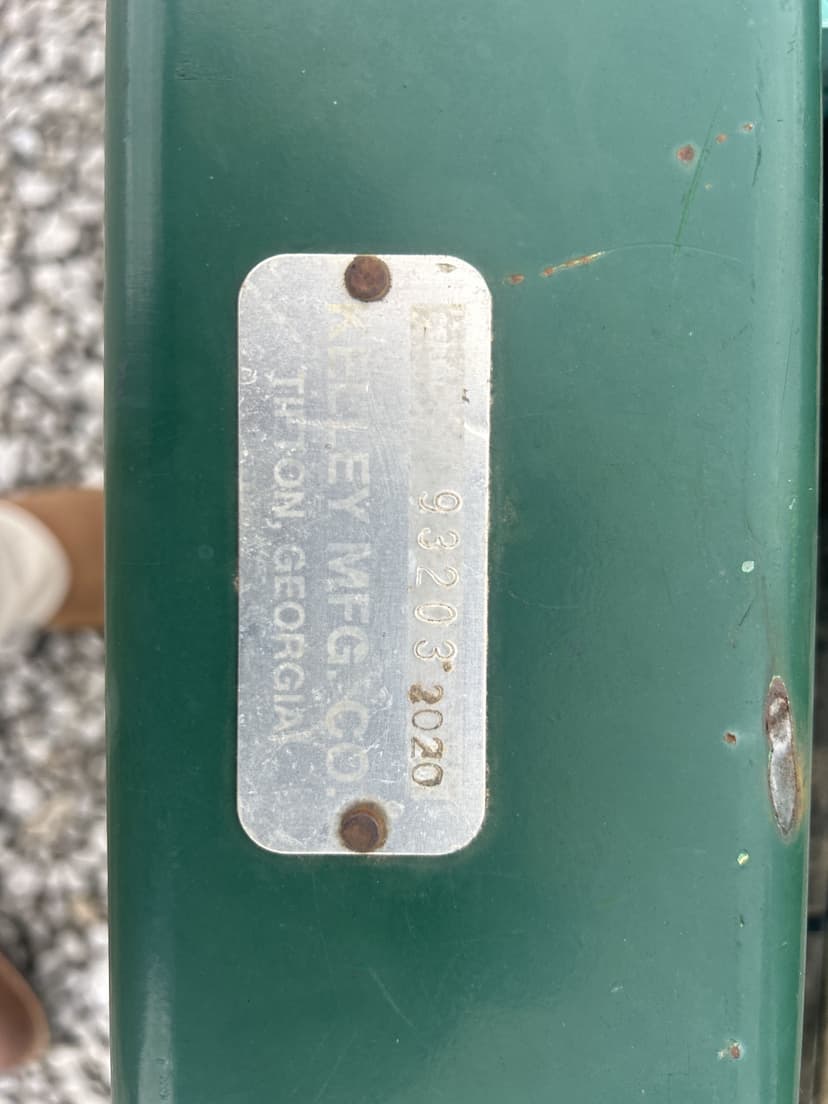 93203 2020
KELLEY MFG. CO.
TIFTON, GEORGIA